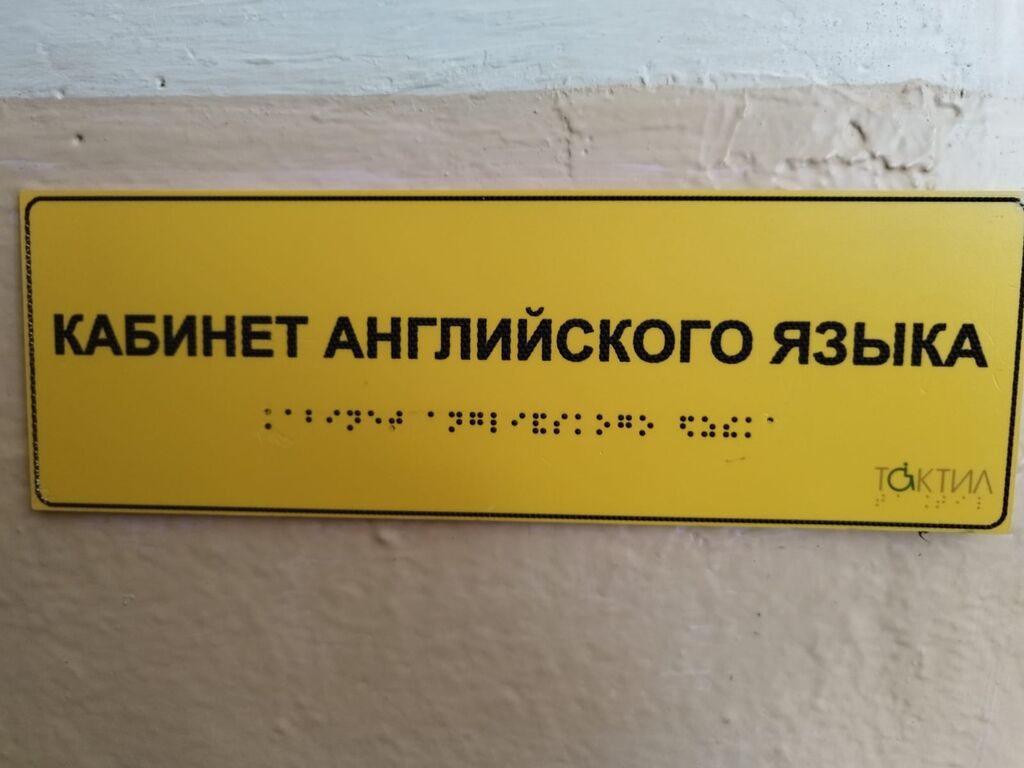 КАБИНЕТ АНГЛИЙСКОГО ЯЗЫКА
⠅⠁⠃⠊⠝⠑⠞ ⠁⠝⠛⠇⠊⠯⠎⠅⠕⠛⠕ ⠫⠵⠮⠅⠁
ТАКТИЛ